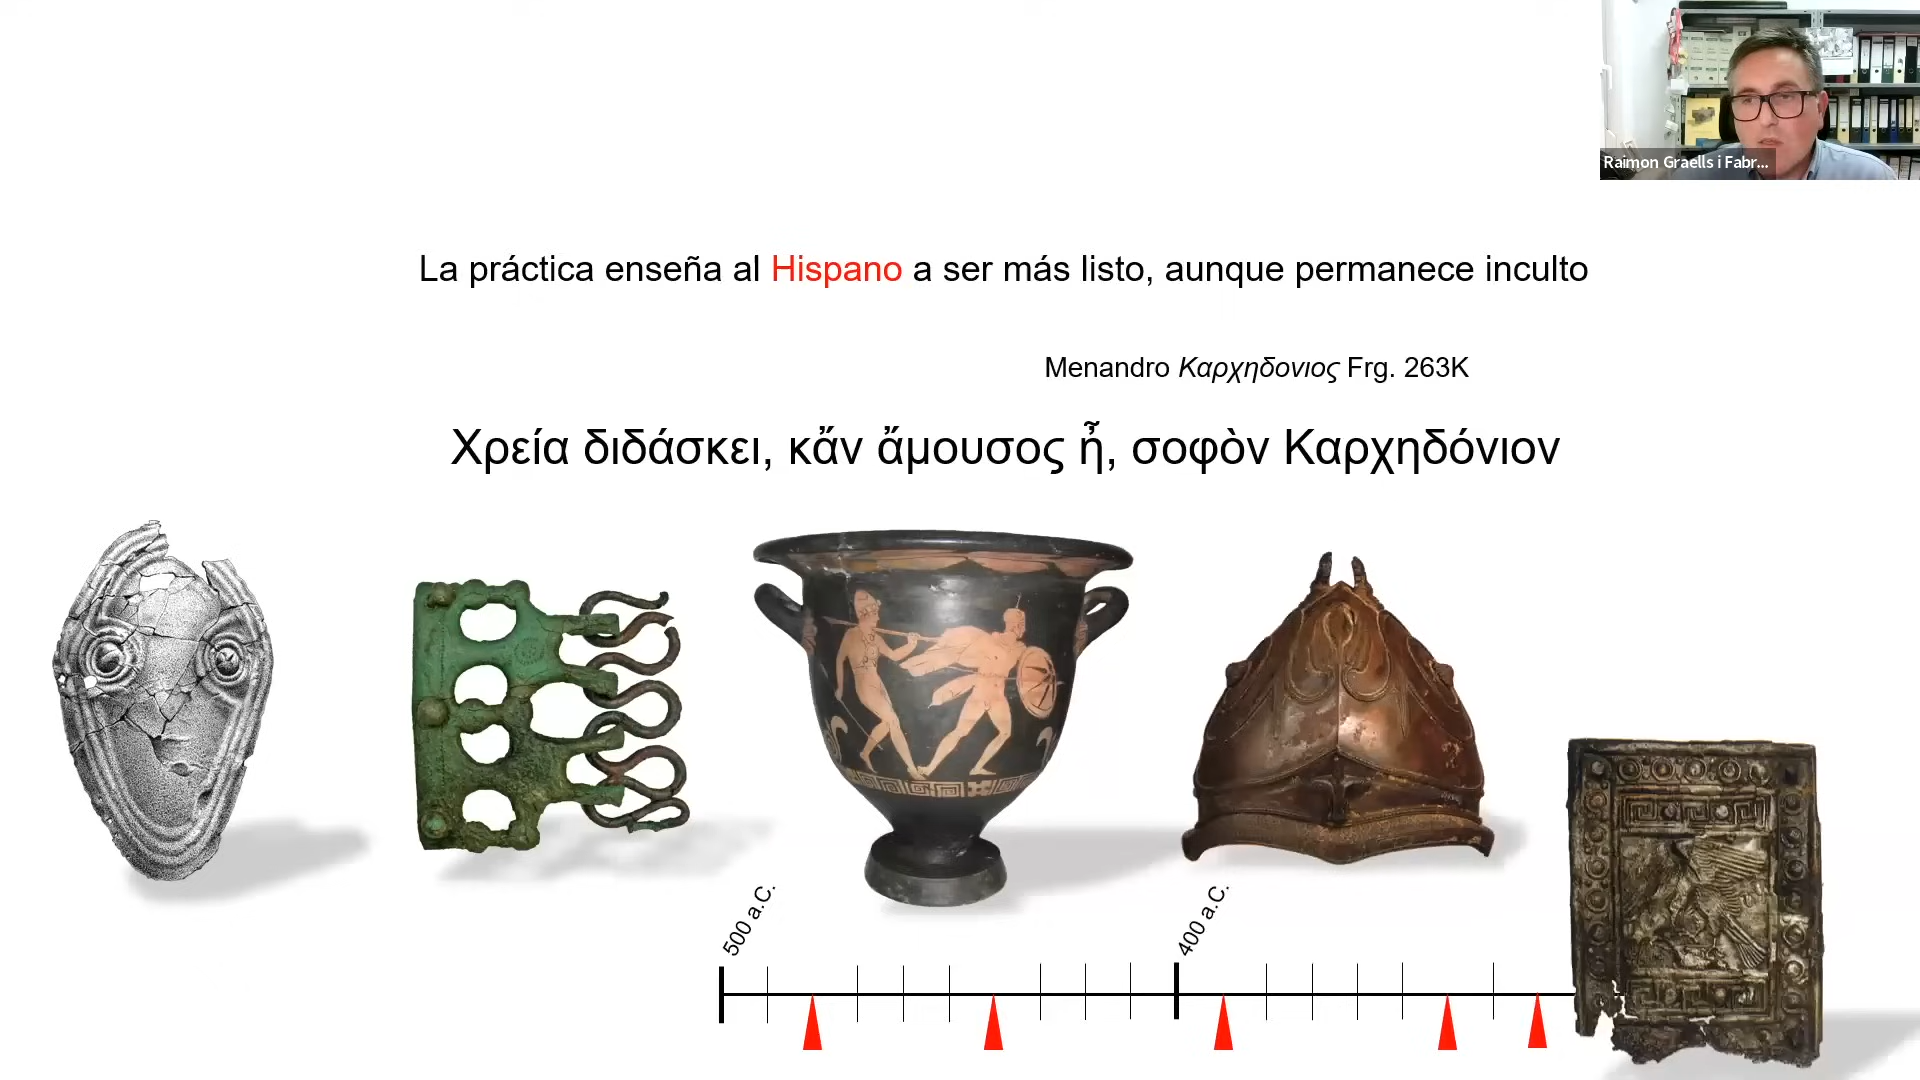 Raimon Graells i Fabr...
La práctica enseña al Hispano a ser más listo, aunque permanece inculto
Menandro Καρχηδονιος Frg. 263K
Χρεία διδάσκει, κἄν ἄμουσος ἦ, σοφὸν Καρχηδόνιον
500 a.C.
400 a.C.